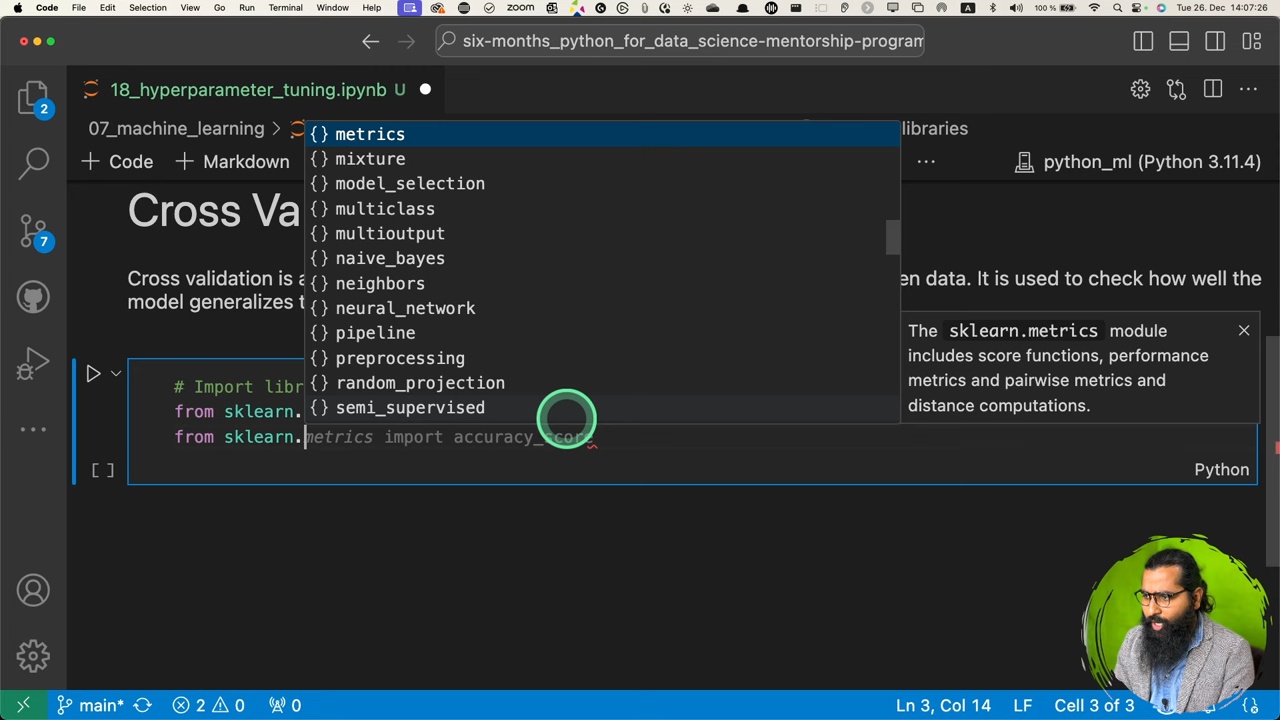 Code File Edit Selection View Go Run Terminal Window Help zoom A 100 % Tue 26. Dec 14:07:26
six-months_python_for_data_science-mentorship-program
18_hyperparameter_tuning.ipynb U
07_machine_learning > libraries
+ Code + Markdown ... python_ml (Python 3.11.4)
metrics
mixture
model_selection
multiclass
multioutput
naive_bayes
neighbors
neural_network
pipeline
preprocessing
random_projection
semi_supervised
The sklearn.metrics module
includes score functions, performance
metrics and pairwise metrics and
distance computations.
Cross Va
Cross validation is a en data. It is used to check how well the
model generalizes t
# Import libr
from sklearn.
from sklearn.metrics import accuracy_score
[ ]
Python
2
7
main* 2 0 0 Ln 3, Col 14 LF Cell 3 of 3